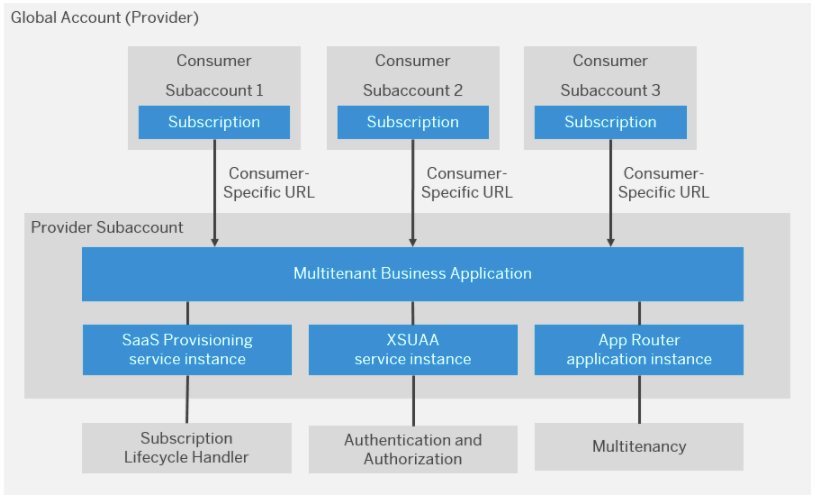 Global Account (Provider)
Consumer
Subaccount 1
Subscription
Consumer
Subaccount 2
Subscription
Consumer
Subaccount 3
Subscription
Consumer-
Specific URL
Consumer-
Specific URL
Consumer-
Specific URL
Provider Subaccount
Multitenant Business Application
SaaS Provisioning
service instance
XSUAA
service instance
App Router
application instance
Subscription
Lifecycle Handler
Authentication and
Authorization
Multitenancy